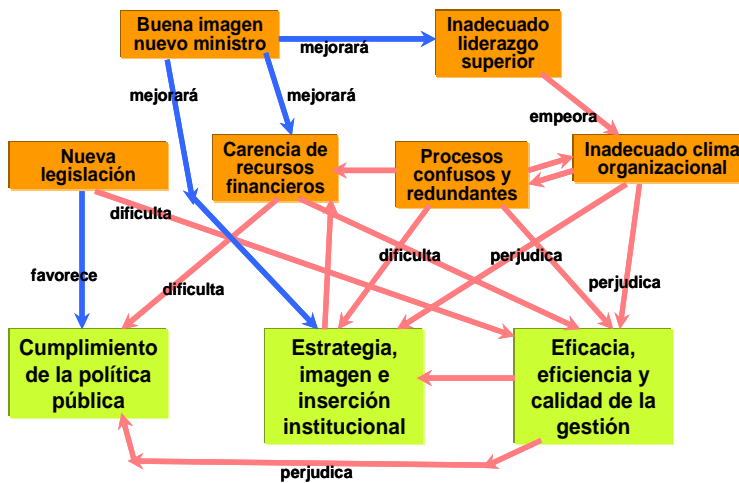 Buena imagen
nuevo ministro
mejorará
Inadecuado
liderazgo
superior
mejorará
mejorará
empeora
Nueva
legislación
Carencia de
recursos
financieros
Procesos
confusos y
redundantes
Inadecuado clima
organizacional
dificulta
favorece
dificulta
dificulta
perjudica
perjudica
Cumplimiento
de la política
pública
Estrategia,
imagen e
inserción
institucional
Eficacia,
eficiencia y
calidad de la
gestión
perjudica